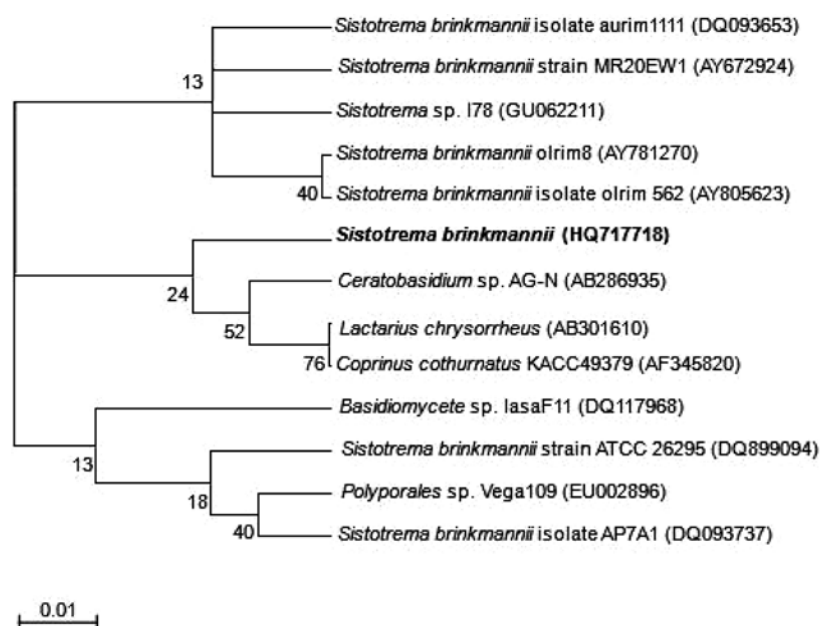 Sistotrema brinkmannii isolate aurim1111 (DQ093653)
Sistotrema brinkmannii strain MR20EW1 (AY672924)
13
Sistotrema sp. I78 (GU062211)
Sistotrema brinkmannii olrim8 (AY781270)
40
Sistotrema brinkmannii isolate olrim 562 (AY805623)
Sistotrema brinkmannii (HQ717718)
Ceratobasidium sp. AG-N (AB286935)
24
Lactarius chrysorrheus (AB301610)
52
Coprinus cothurnatus KACC49379 (AF345820)
76
Basidiomycete sp. IasaF11 (DQ117968)
Sistotrema brinkmannii strain ATCC 26295 (DQ899094)
13
Polyporales sp. Vega109 (EU002896)
18
Sistotrema brinkmannii isolate AP7A1 (DQ093737)
40
0.01